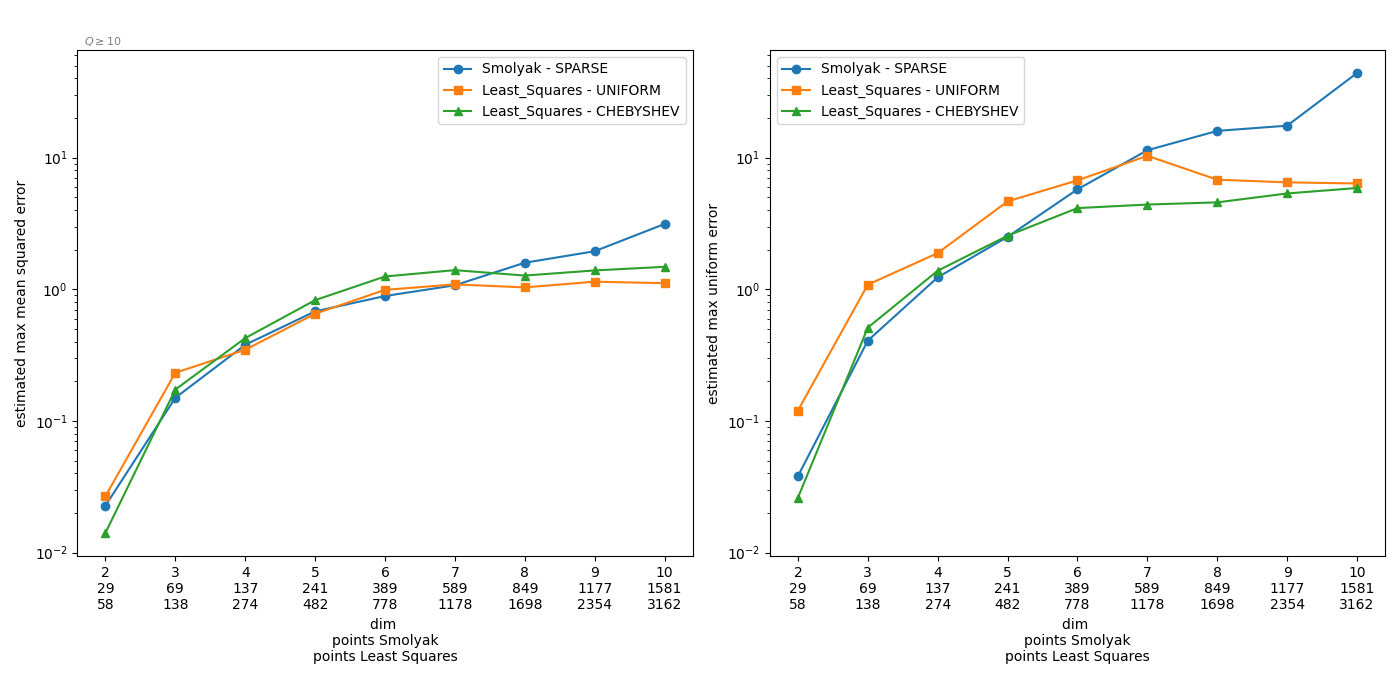 Q ≥ 10
Smolyak - SPARSE
Least_Squares - UNIFORM
Least_Squares - CHEBYSHEV
estimated max mean squared error
10^1
10^0
10^-1
10^-2
2 3 4 5 6 7 8 9 10
29 69 137 241 389 589 849 1177 1581
58 138 274 482 778 1178 1698 2354 3162
dim
points Smolyak
points Least Squares
Smolyak - SPARSE
Least_Squares - UNIFORM
Least_Squares - CHEBYSHEV
estimated max uniform error
10^1
10^0
10^-1
10^-2
2 3 4 5 6 7 8 9 10
29 69 137 241 389 589 849 1177 1581
58 138 274 482 778 1178 1698 2354 3162
dim
points Smolyak
points Least Squares